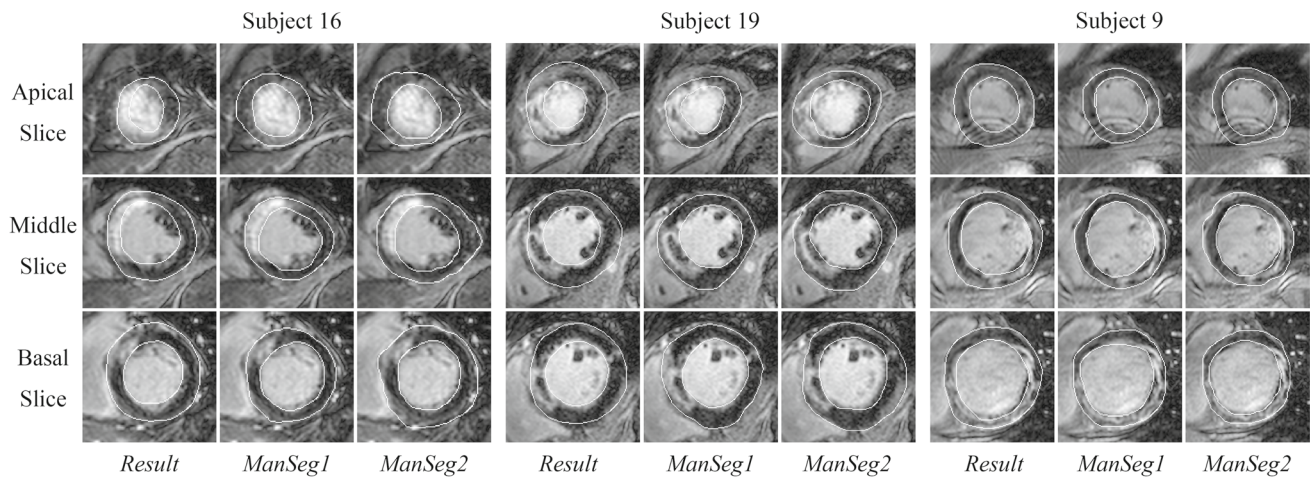 Subject 16 Subject 19 Subject 9
Apical
Slice
Middle
Slice
Basal
Slice
Result ManSeg1 ManSeg2 Result ManSeg1 ManSeg2 Result ManSeg1 ManSeg2